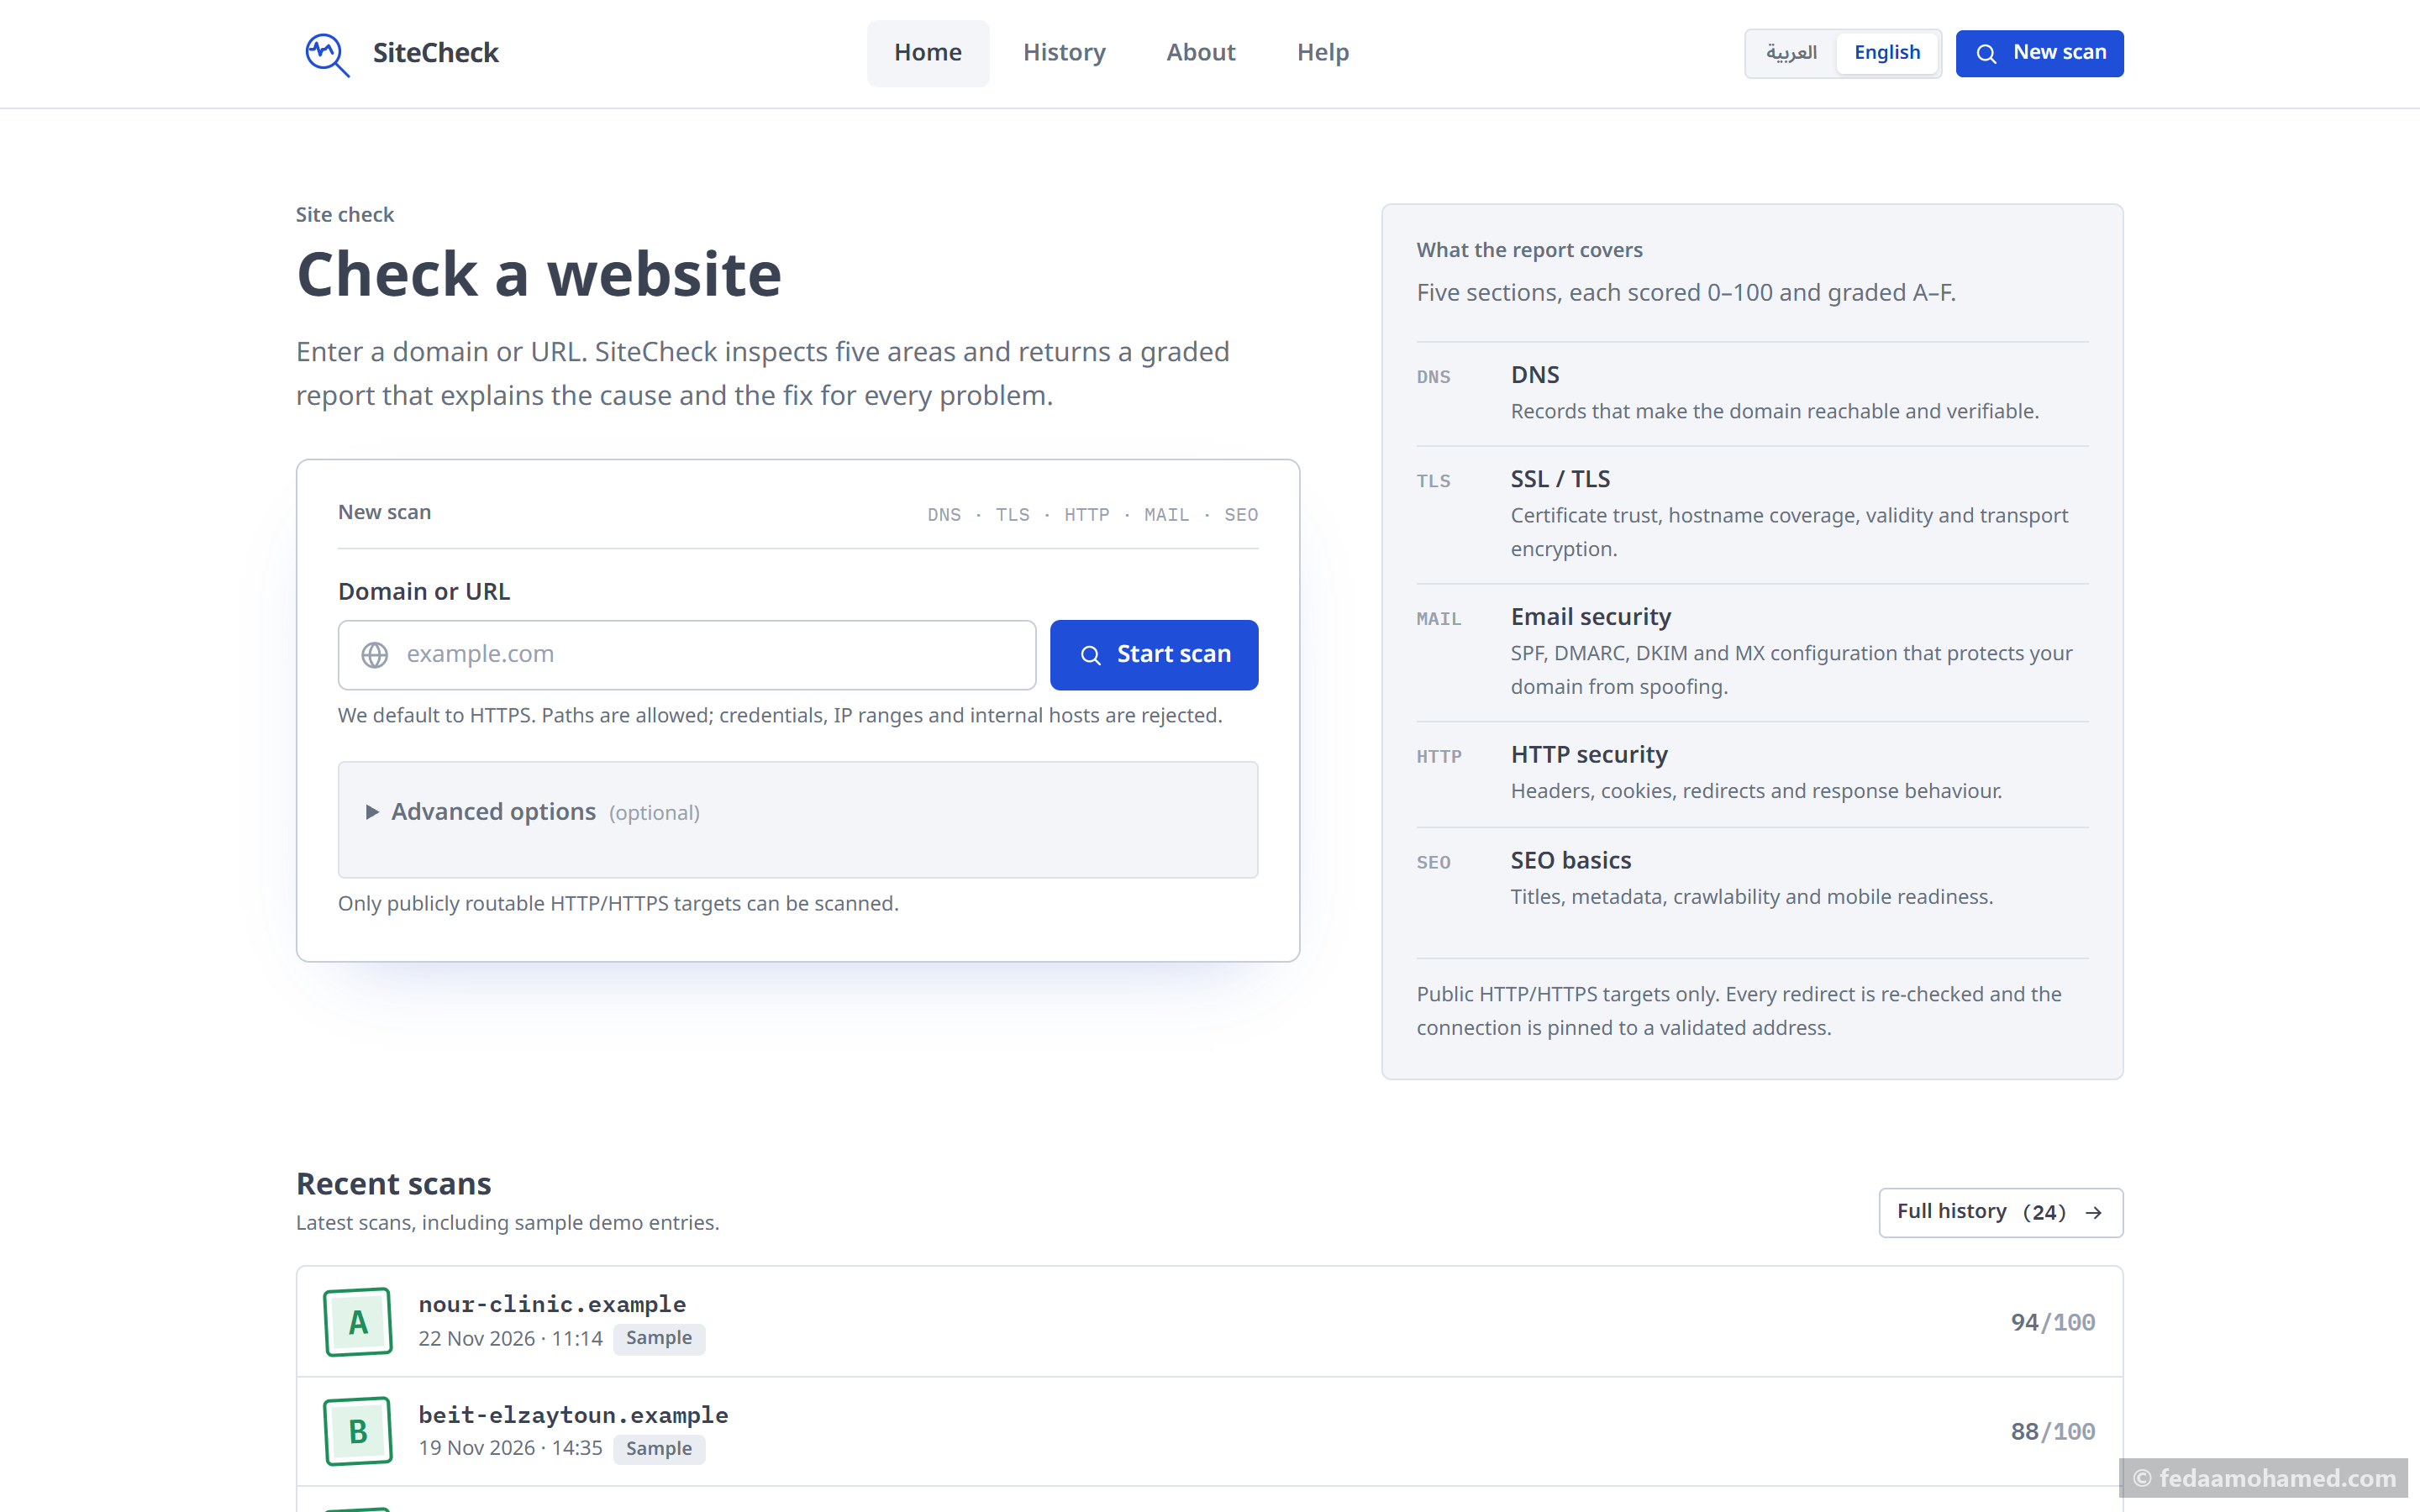 SiteCheck
Home
History
About
Help
العربية
English
New scan
Site check
Check a website
Enter a domain or URL. SiteCheck inspects five areas and returns a graded
report that explains the cause and the fix for every problem.
New scan
DNS · TLS · HTTP · MAIL · SEO
Domain or URL
example.com
Start scan
We default to HTTPS. Paths are allowed; credentials, IP ranges and internal hosts are rejected.
Advanced options (optional)
Only publicly routable HTTP/HTTPS targets can be scanned.
What the report covers
Five sections, each scored 0–100 and graded A–F.
DNS
DNS
Records that make the domain reachable and verifiable.
TLS
SSL / TLS
Certificate trust, hostname coverage, validity and transport
encryption.
MAIL
Email security
SPF, DMARC, DKIM and MX configuration that protects your
domain from spoofing.
HTTP
HTTP security
Headers, cookies, redirects and response behaviour.
SEO
SEO basics
Titles, metadata, crawlability and mobile readiness.
Public HTTP/HTTPS targets only. Every redirect is re-checked and the
connection is pinned to a validated address.
Recent scans
Latest scans, including sample demo entries.
Full history (24) →
A
nour-clinic.example
22 Nov 2026 · 11:14 Sample
94/100
B
beit-elzaytoun.example
19 Nov 2026 · 14:35 Sample
88/100
© fedaamohamed.com